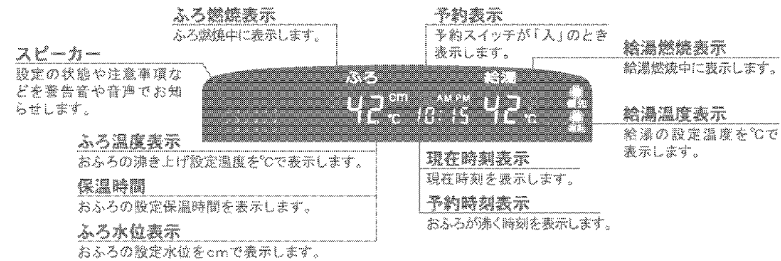 ふろ燃焼表示
ふろ燃焼中に表示します。
予約表示
予約スイッチが「入」のとき
表示します。
給湯燃焼表示
給湯燃焼中に表示します。
スピーカー
設定の状態や注意事項な
どを警告音や音声でお知
らせします。
ふろ
給湯
42 cm ℃
AM PM
10:15
42 ℃
給湯温度表示
給湯の設定温度を℃で
表示します。
ふろ温度表示
おふろの沸き上げ設定温度を℃で表示します。
保温時間
おふろの設定保温時間を表示します。
ふろ水位表示
おふろの設定水位をcmで表示します。
現在時刻表示
現在時刻を表示します。
予約時刻表示
おふろが沸く時刻を表示します。